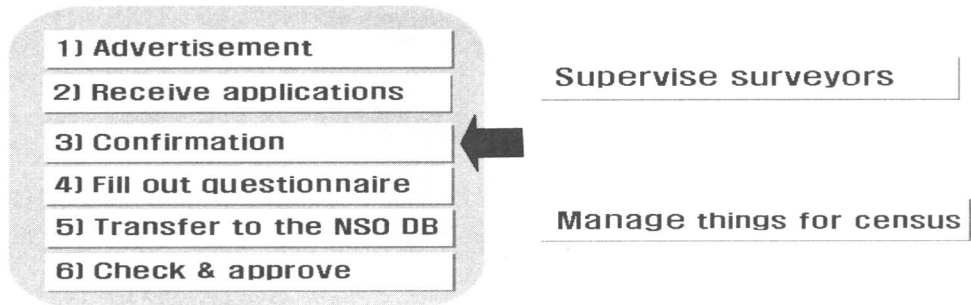 1) Advertisement
2) Receive applications
3) Confirmation
4) Fill out questionnaire
5) Transfer to the NSO DB
6) Check & approve
Supervise surveyors
Manage things for census